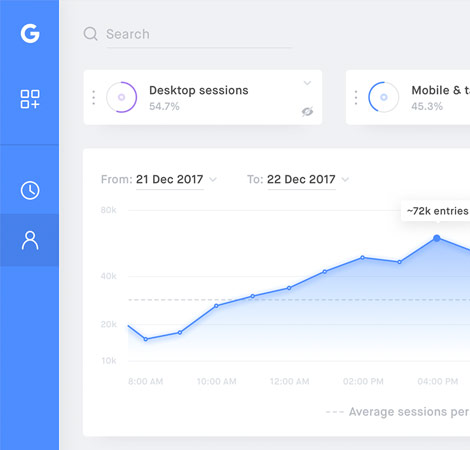 G
Search
Desktop sessions
54.7%
Mobile & t
45.3%
From: 21 Dec 2017
To: 22 Dec 2017
80k
~72k entries
40k
20k
10k
8:00 AM
10:00 AM
12:00 AM
02:00 PM
04:00 PM
Average sessions per